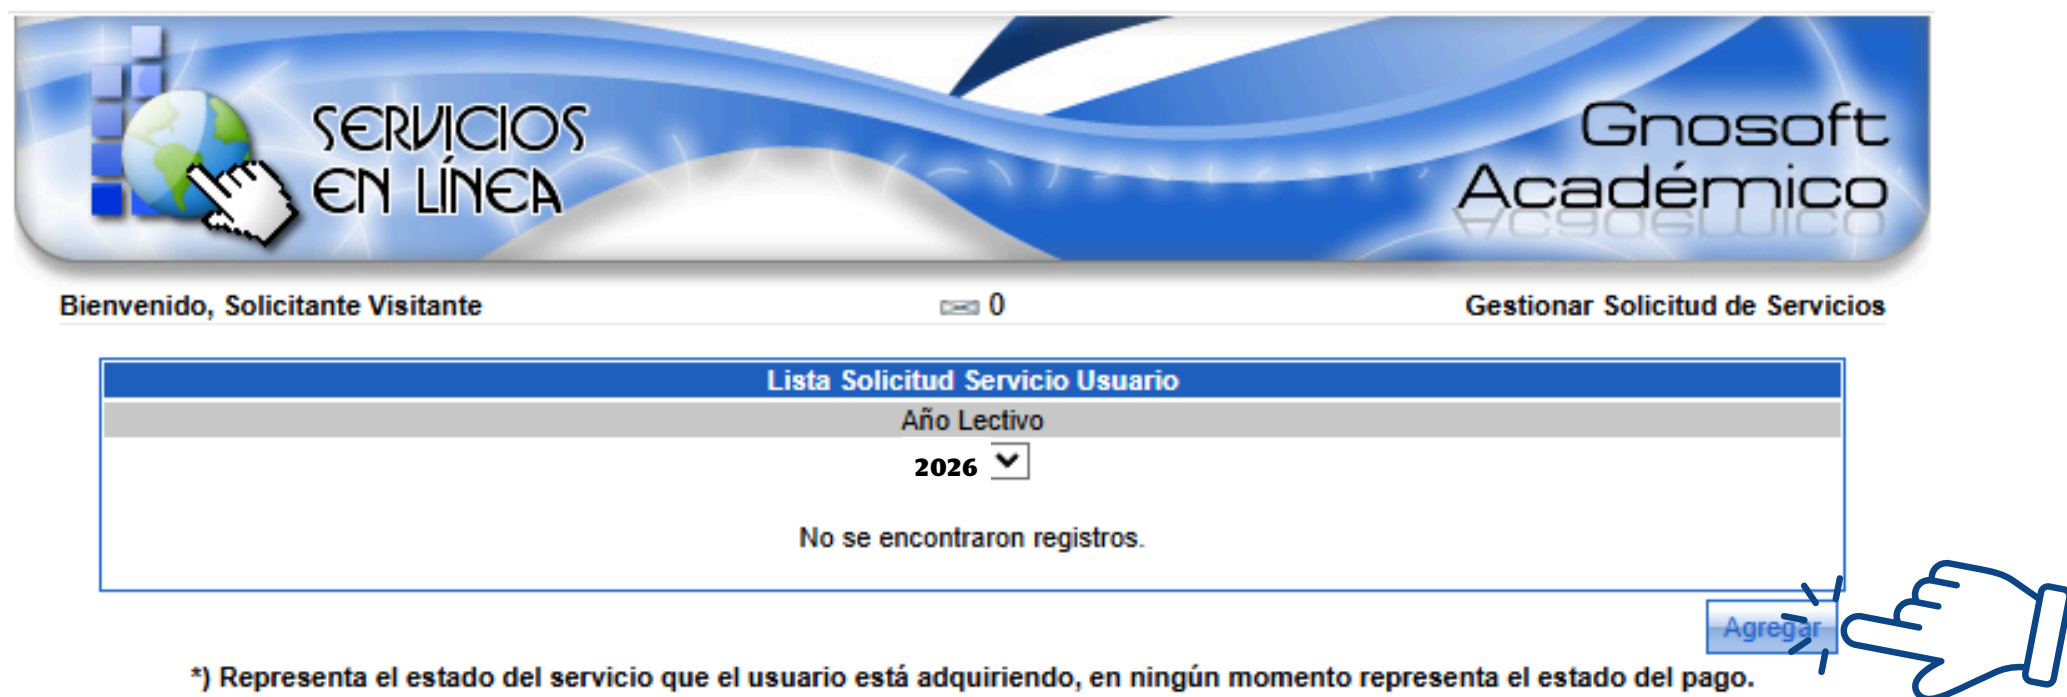 SERVICIOS
EN LÍNEA
Gnosoft
Académico
Bienvenido, Solicitante Visitante 0 Gestionar Solicitud de Servicios
Lista Solicitud Servicio Usuario
Año Lectivo
2026
No se encontraron registros.
Agregar
*) Representa el estado del servicio que el usuario está adquiriendo, en ningún momento representa el estado del pago.